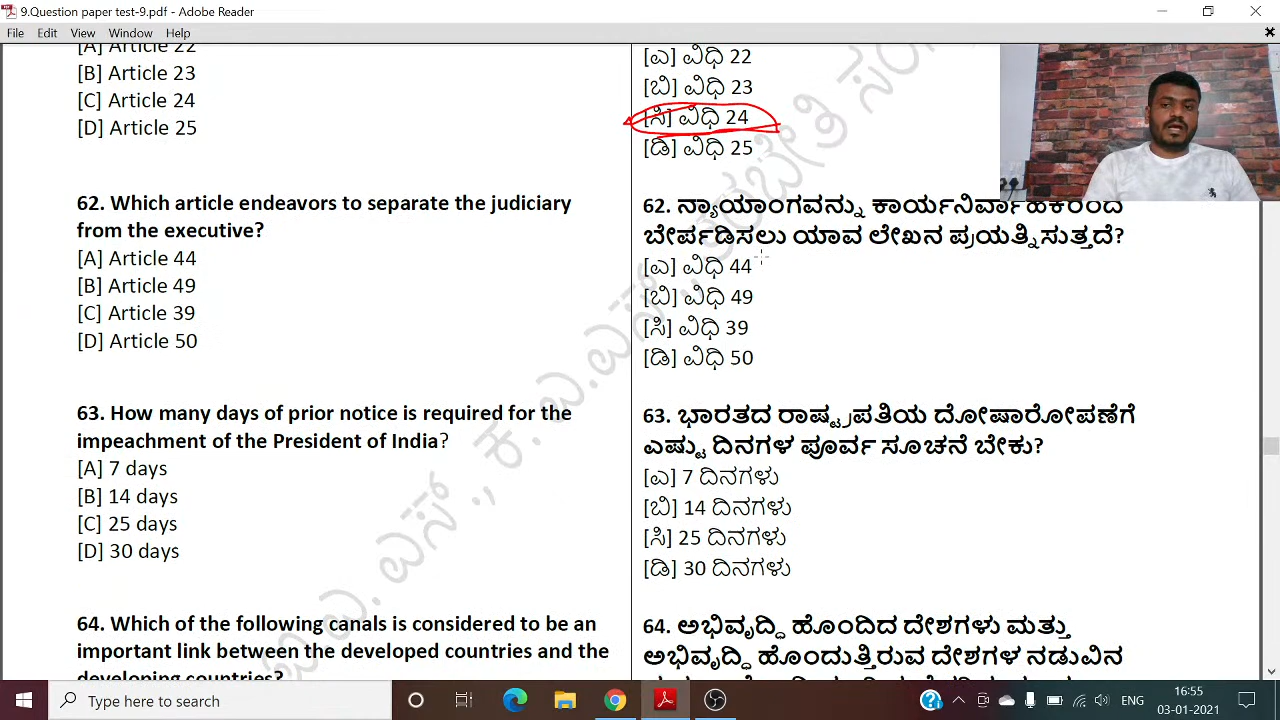 9.Question paper test-9.pdf - Adobe Reader
File Edit View Window Help
[A] Article 22
[B] Article 23
[C] Article 24
[D] Article 25
62. Which article endeavors to separate the judiciary
from the executive?
[A] Article 44
[B] Article 49
[C] Article 39
[D] Article 50
63. How many days of prior notice is required for the
impeachment of the President of India?
[A] 7 days
[B] 14 days
[C] 25 days
[D] 30 days
64. Which of the following canals is considered to be an
important link between the developed countries and the
developing countries?
[ಎ] ವಿಧಿ 22
[ಬಿ] ವಿಧಿ 23
[ಸಿ] ವಿಧಿ 24
[ಡಿ] ವಿಧಿ 25
62. ನ್ಯಾಯಾಂಗವನ್ನು ಕಾರ್ಯನಿರ್ವಾಹಕರಿಂದ
ಬೇರ್ಪಡಿಸಲು ಯಾವ ಲೇಖನ ಪ್ರಯತ್ನಿಸುತ್ತದೆ?
[ಎ] ವಿಧಿ 44
[ಬಿ] ವಿಧಿ 49
[ಸಿ] ವಿಧಿ 39
[ಡಿ] ವಿಧಿ 50
63. ಭಾರತದ ರಾಷ್ಟ್ರಪತಿಯ ದೋಷಾರೋಪಣೆಗೆ
ಎಷ್ಟು ದಿನಗಳ ಪೂರ್ವ ಸೂಚನೆ ಬೇಕು?
[ಎ] 7 ದಿನಗಳು
[ಬಿ] 14 ದಿನಗಳು
[ಸಿ] 25 ದಿನಗಳು
[ಡಿ] 30 ದಿನಗಳು
64. ಅಭಿವೃದ್ಧಿ ಹೊಂದಿದ ದೇಶಗಳು ಮತ್ತು
ಅಭಿವೃದ್ಧಿ ಹೊಂದುತ್ತಿರುವ ದೇಶಗಳ ನಡುವಿನ
Type here to search
ENG
16:55
03-01-2021